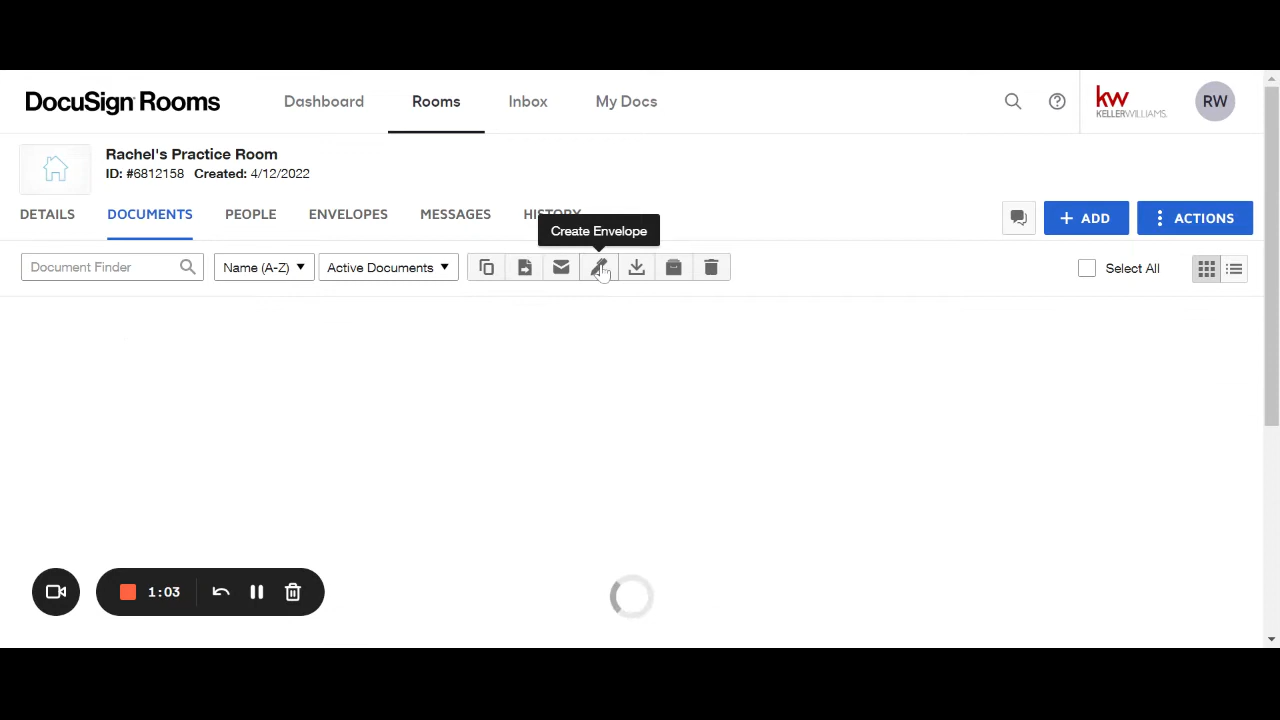 DocuSign Rooms
Dashboard
Rooms
Inbox
My Docs
kw
KELLERWILLIAMS.
RW
Rachel's Practice Room
ID: #6812158 Created: 4/12/2022
DETAILS
DOCUMENTS
PEOPLE
ENVELOPES
MESSAGES
HISTORY
ADD
ACTIONS
Create Envelope
Document Finder
Name (A-Z)
Active Documents
Select All
1:03